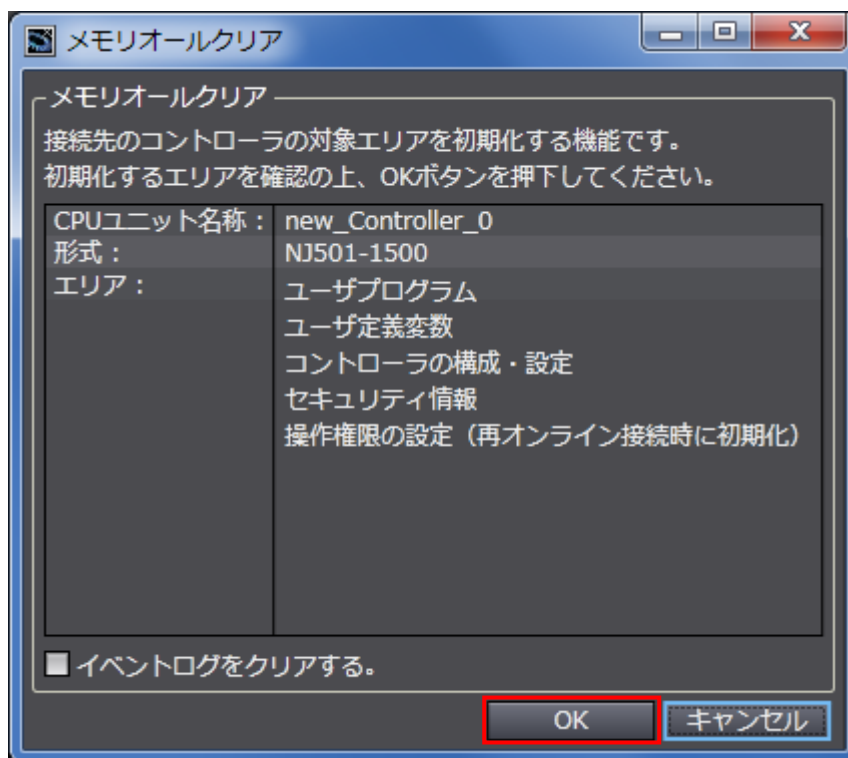 メモリオールクリア
メモリオールクリア
接続先のコントローラの対象エリアを初期化する機能です。
初期化するエリアを確認の上、OKボタンを押下してください。
CPUユニット名称： new_Controller_0
形式： NJ501-1500
エリア： ユーザプログラム
ユーザ定義変数
コントローラの構成・設定
セキュリティ情報
操作権限の設定（再オンライン接続時に初期化）
イベントログをクリアする。
OK キャンセル